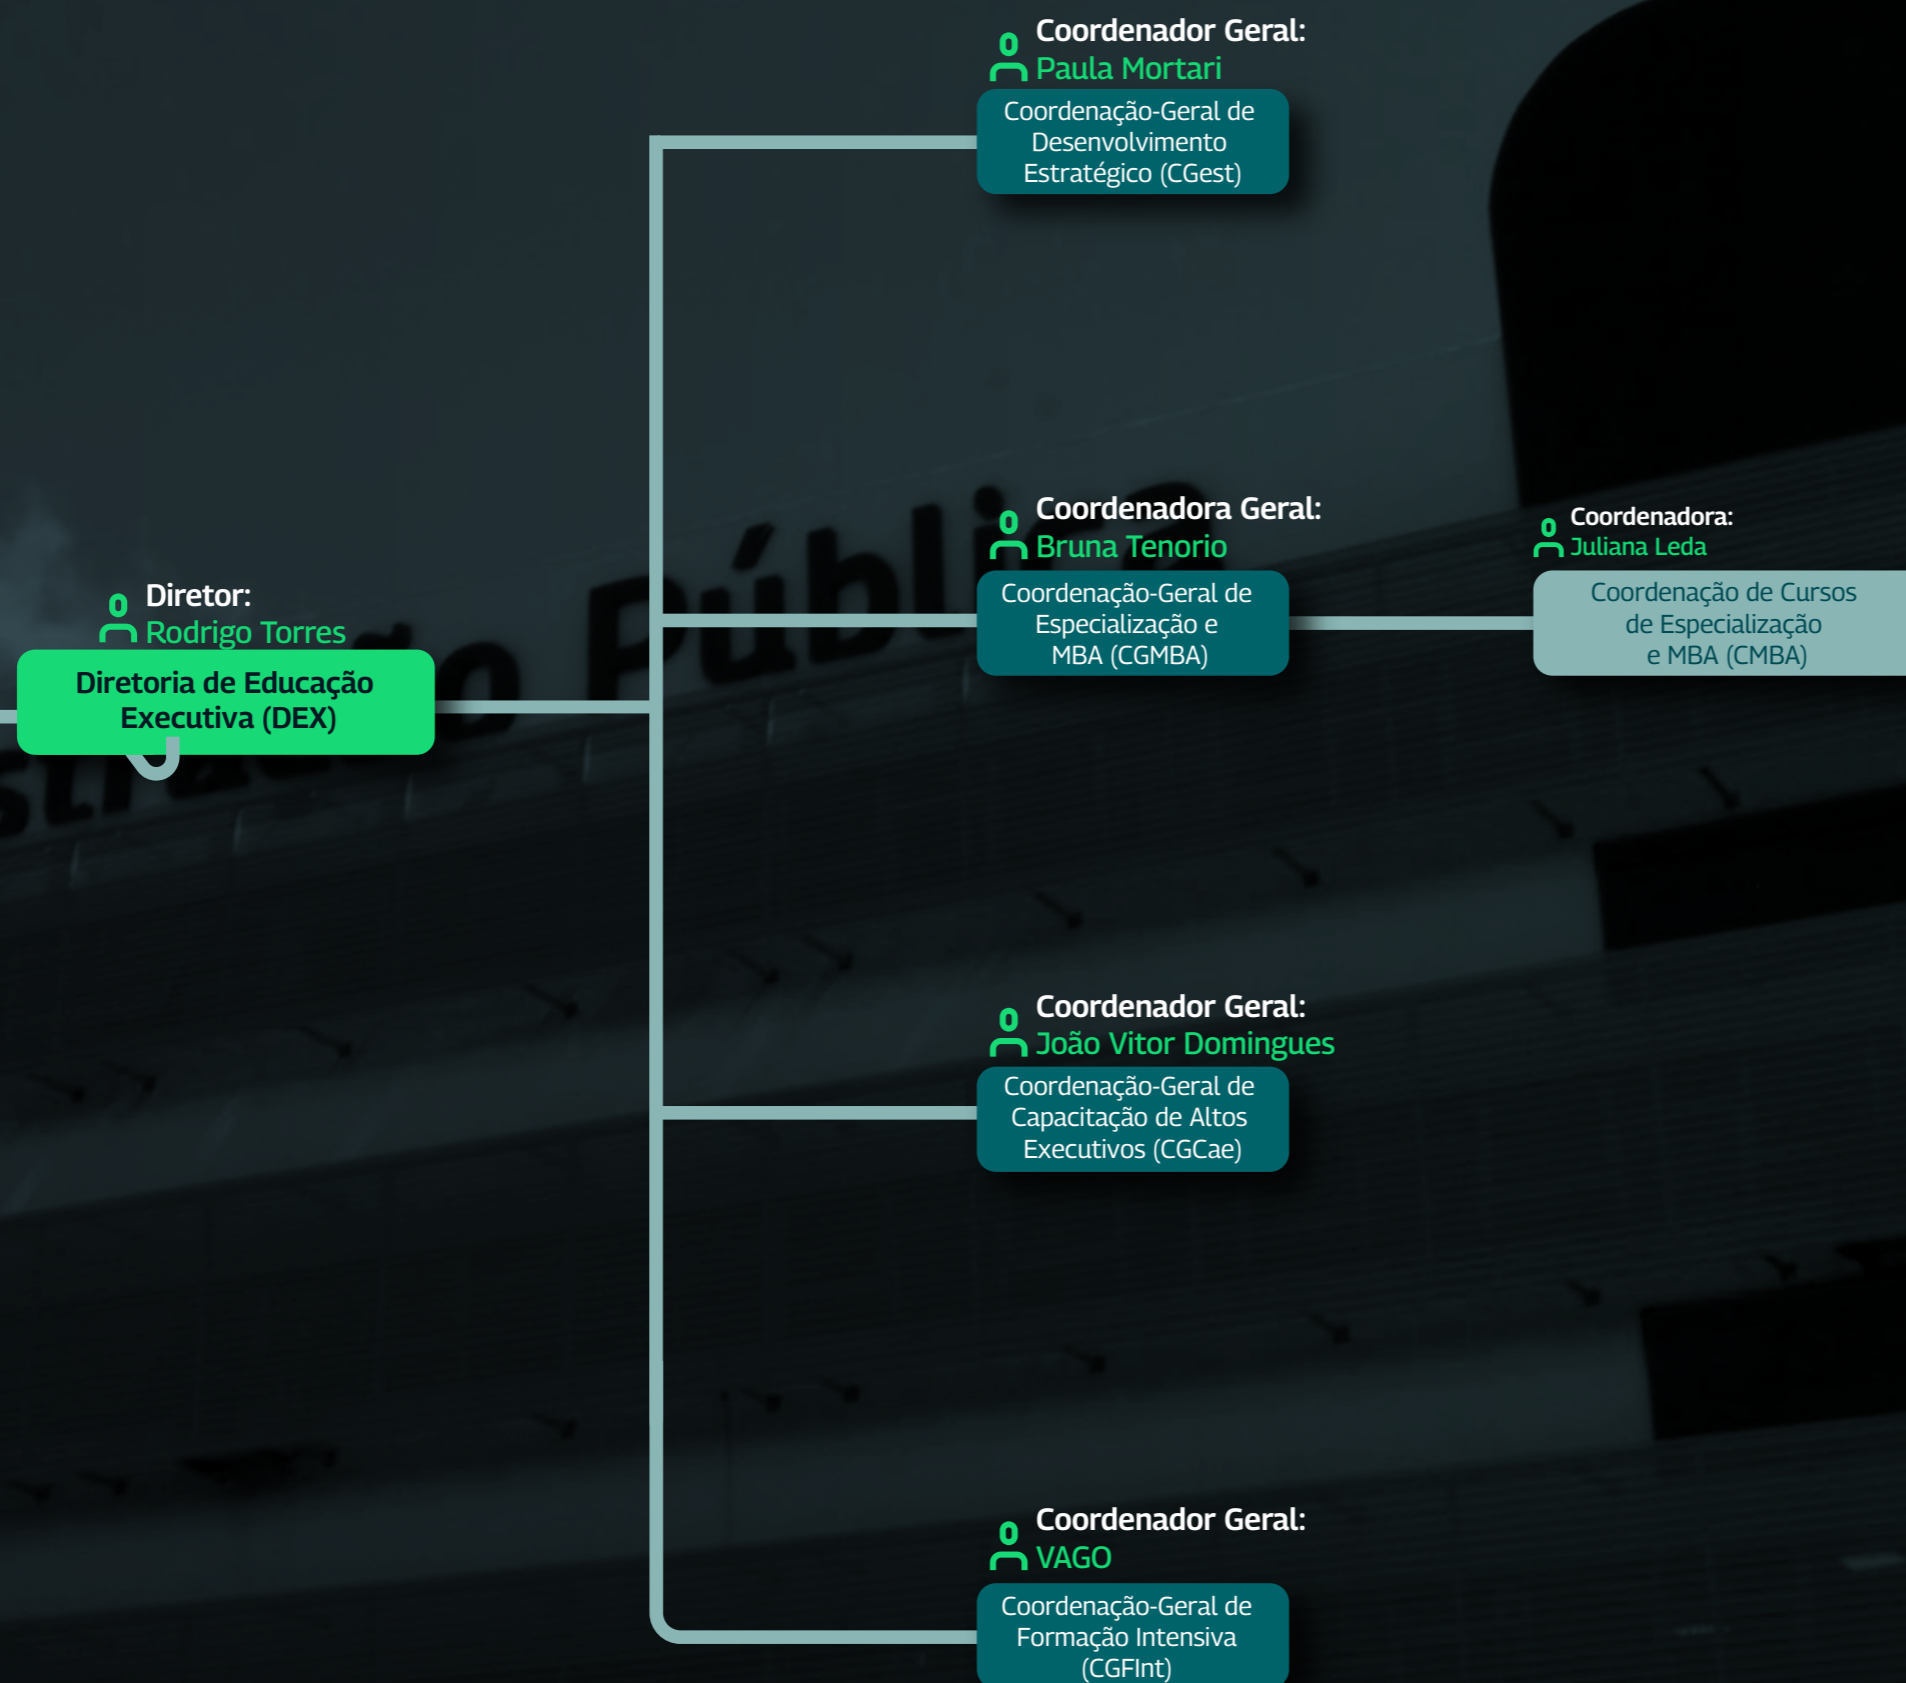 Coordenador Geral:
Paula Mortari
Coordenação-Geral de
Desenvolvimento
Estratégico (CGest)
Coordenadora Geral:
Bruna Tenorio
Coordenação-Geral de
Especialização e
MBA (CGMBA)
Coordenadora:
Juliana Leda
Coordenação de Cursos
de Especialização
e MBA (CMBA)
Diretor:
Rodrigo Torres
Diretoria de Educação
Executiva (DEX)
Pública
Coordenador Geral:
João Vitor Domingues
Coordenação-Geral de
Capacitação de Altos
Executivos (CGCae)
Coordenador Geral:
VAGO
Coordenação-Geral de
Formação Intensiva
(CGFInt)